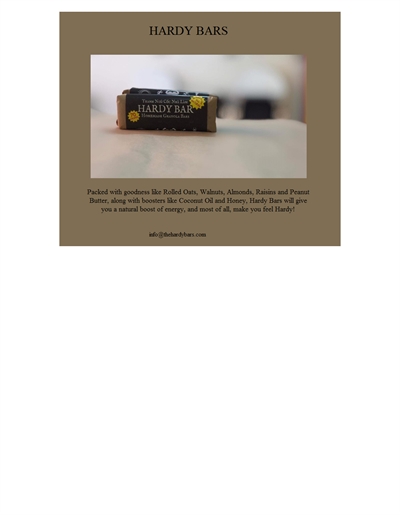 HARDY BARS
HARDY BAR
Homemade Granola Bars
Packed with goodness like Rolled Oats, Walnuts, Almonds, Raisins and Peanut
Butter, along with boosters like Coconut Oil and Honey, Hardy Bars will give
you a natural boost of energy, and most of all, make you feel Hardy!
info@thehardybars.com